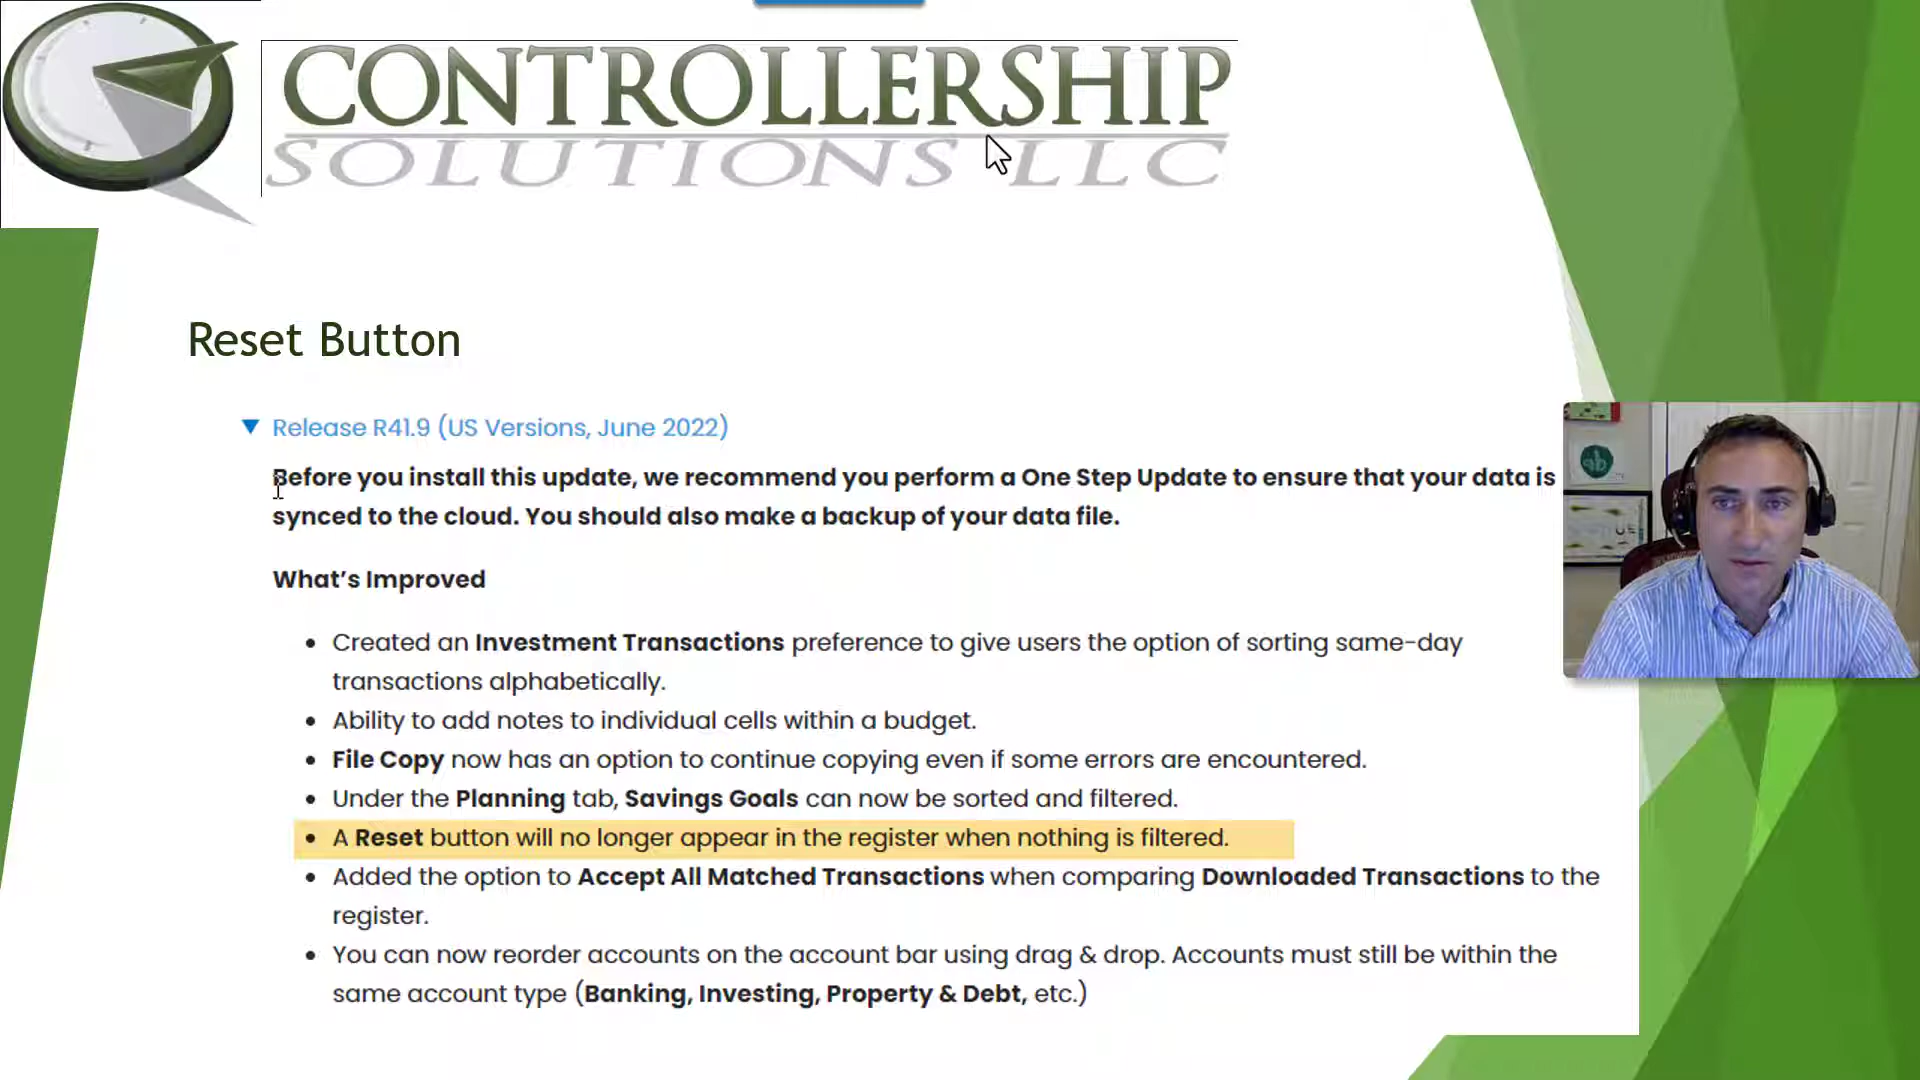 CONTROLLERSHIP
SOLUTIONS LLC
Reset Button
Release R41.9 (US Versions, June 2022)
Before you install this update, we recommend you perform a One Step Update to ensure that your data is
synced to the cloud. You should also make a backup of your data file.
What's Improved
• Created an Investment Transactions preference to give users the option of sorting same-day
transactions alphabetically.
• Ability to add notes to individual cells within a budget.
• File Copy now has an option to continue copying even if some errors are encountered.
• Under the Planning tab, Savings Goals can now be sorted and filtered.
• A Reset button will no longer appear in the register when nothing is filtered.
• Added the option to Accept All Matched Transactions when comparing Downloaded Transactions to the
register.
• You can now reorder accounts on the account bar using drag & drop. Accounts must still be within the
same account type (Banking, Investing, Property & Debt, etc.)